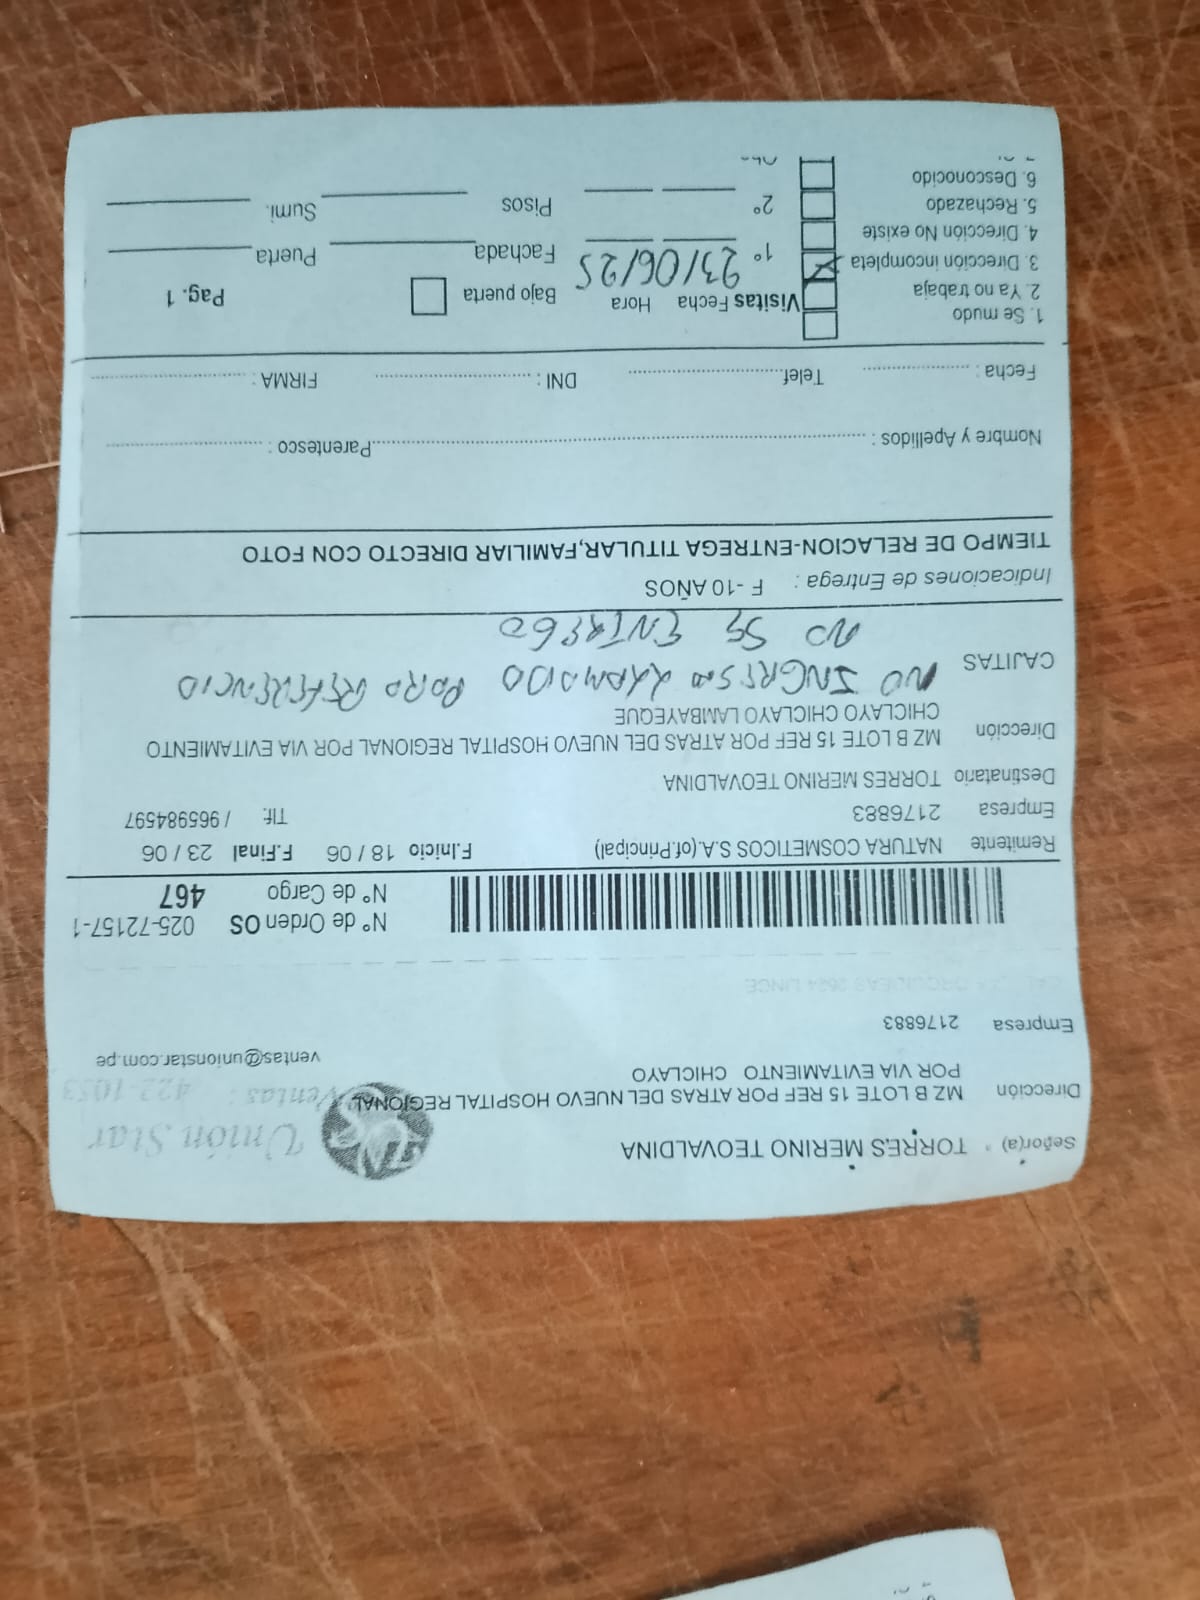 Señor(a) TORRES MERINO TEOVALDINA
Unión Star
Dirección MZ B LOTE 15 REF POR ATRAS DEL NUEVO HOSPITAL REGIONAL
POR VIA EVITAMIENTO CHICLAYO
Ventas : 422-1053
ventas@unionstar.com.pe
Empresa 2176883
ORQUIDEAS 2624 LINCE
N° de Orden OS 025-72157-1
N° de Cargo 467
Remitente NATURA COSMETICOS S.A.(of.Principal) F.Inicio 18 / 06 F.Final 23 / 06
Empresa 2176883 Tlf: / 965984597
Destinatario TORRES MERINO TEOVALDINA
Dirección MZ B LOTE 15 REF POR ATRAS DEL NUEVO HOSPITAL REGIONAL POR VIA EVITAMIENTO
CHICLAYO CHICLAYO LAMBAYEQUE
CAJITAS NO INGRESA LLAMADO PARA REFERENCIA
NO SE ENTREGO
Indicaciones de Entrega : F - 10 AÑOS
TIEMPO DE RELACION-ENTREGA TITULAR,FAMILIAR DIRECTO CON FOTO
Nombre y Apellidos : Parentesco :
Fecha : Telef. DNI : FIRMA :
1. Se mudo
2. Ya no trabaja
3. Dirección incompleta X
4. Dirección No existe
5. Rechazado
6. Desconocido
Visitas Fecha Hora
1° 23/06/25
2°
Bajo puerta Pag. 1
Fachada Puerta
Pisos Sumi.